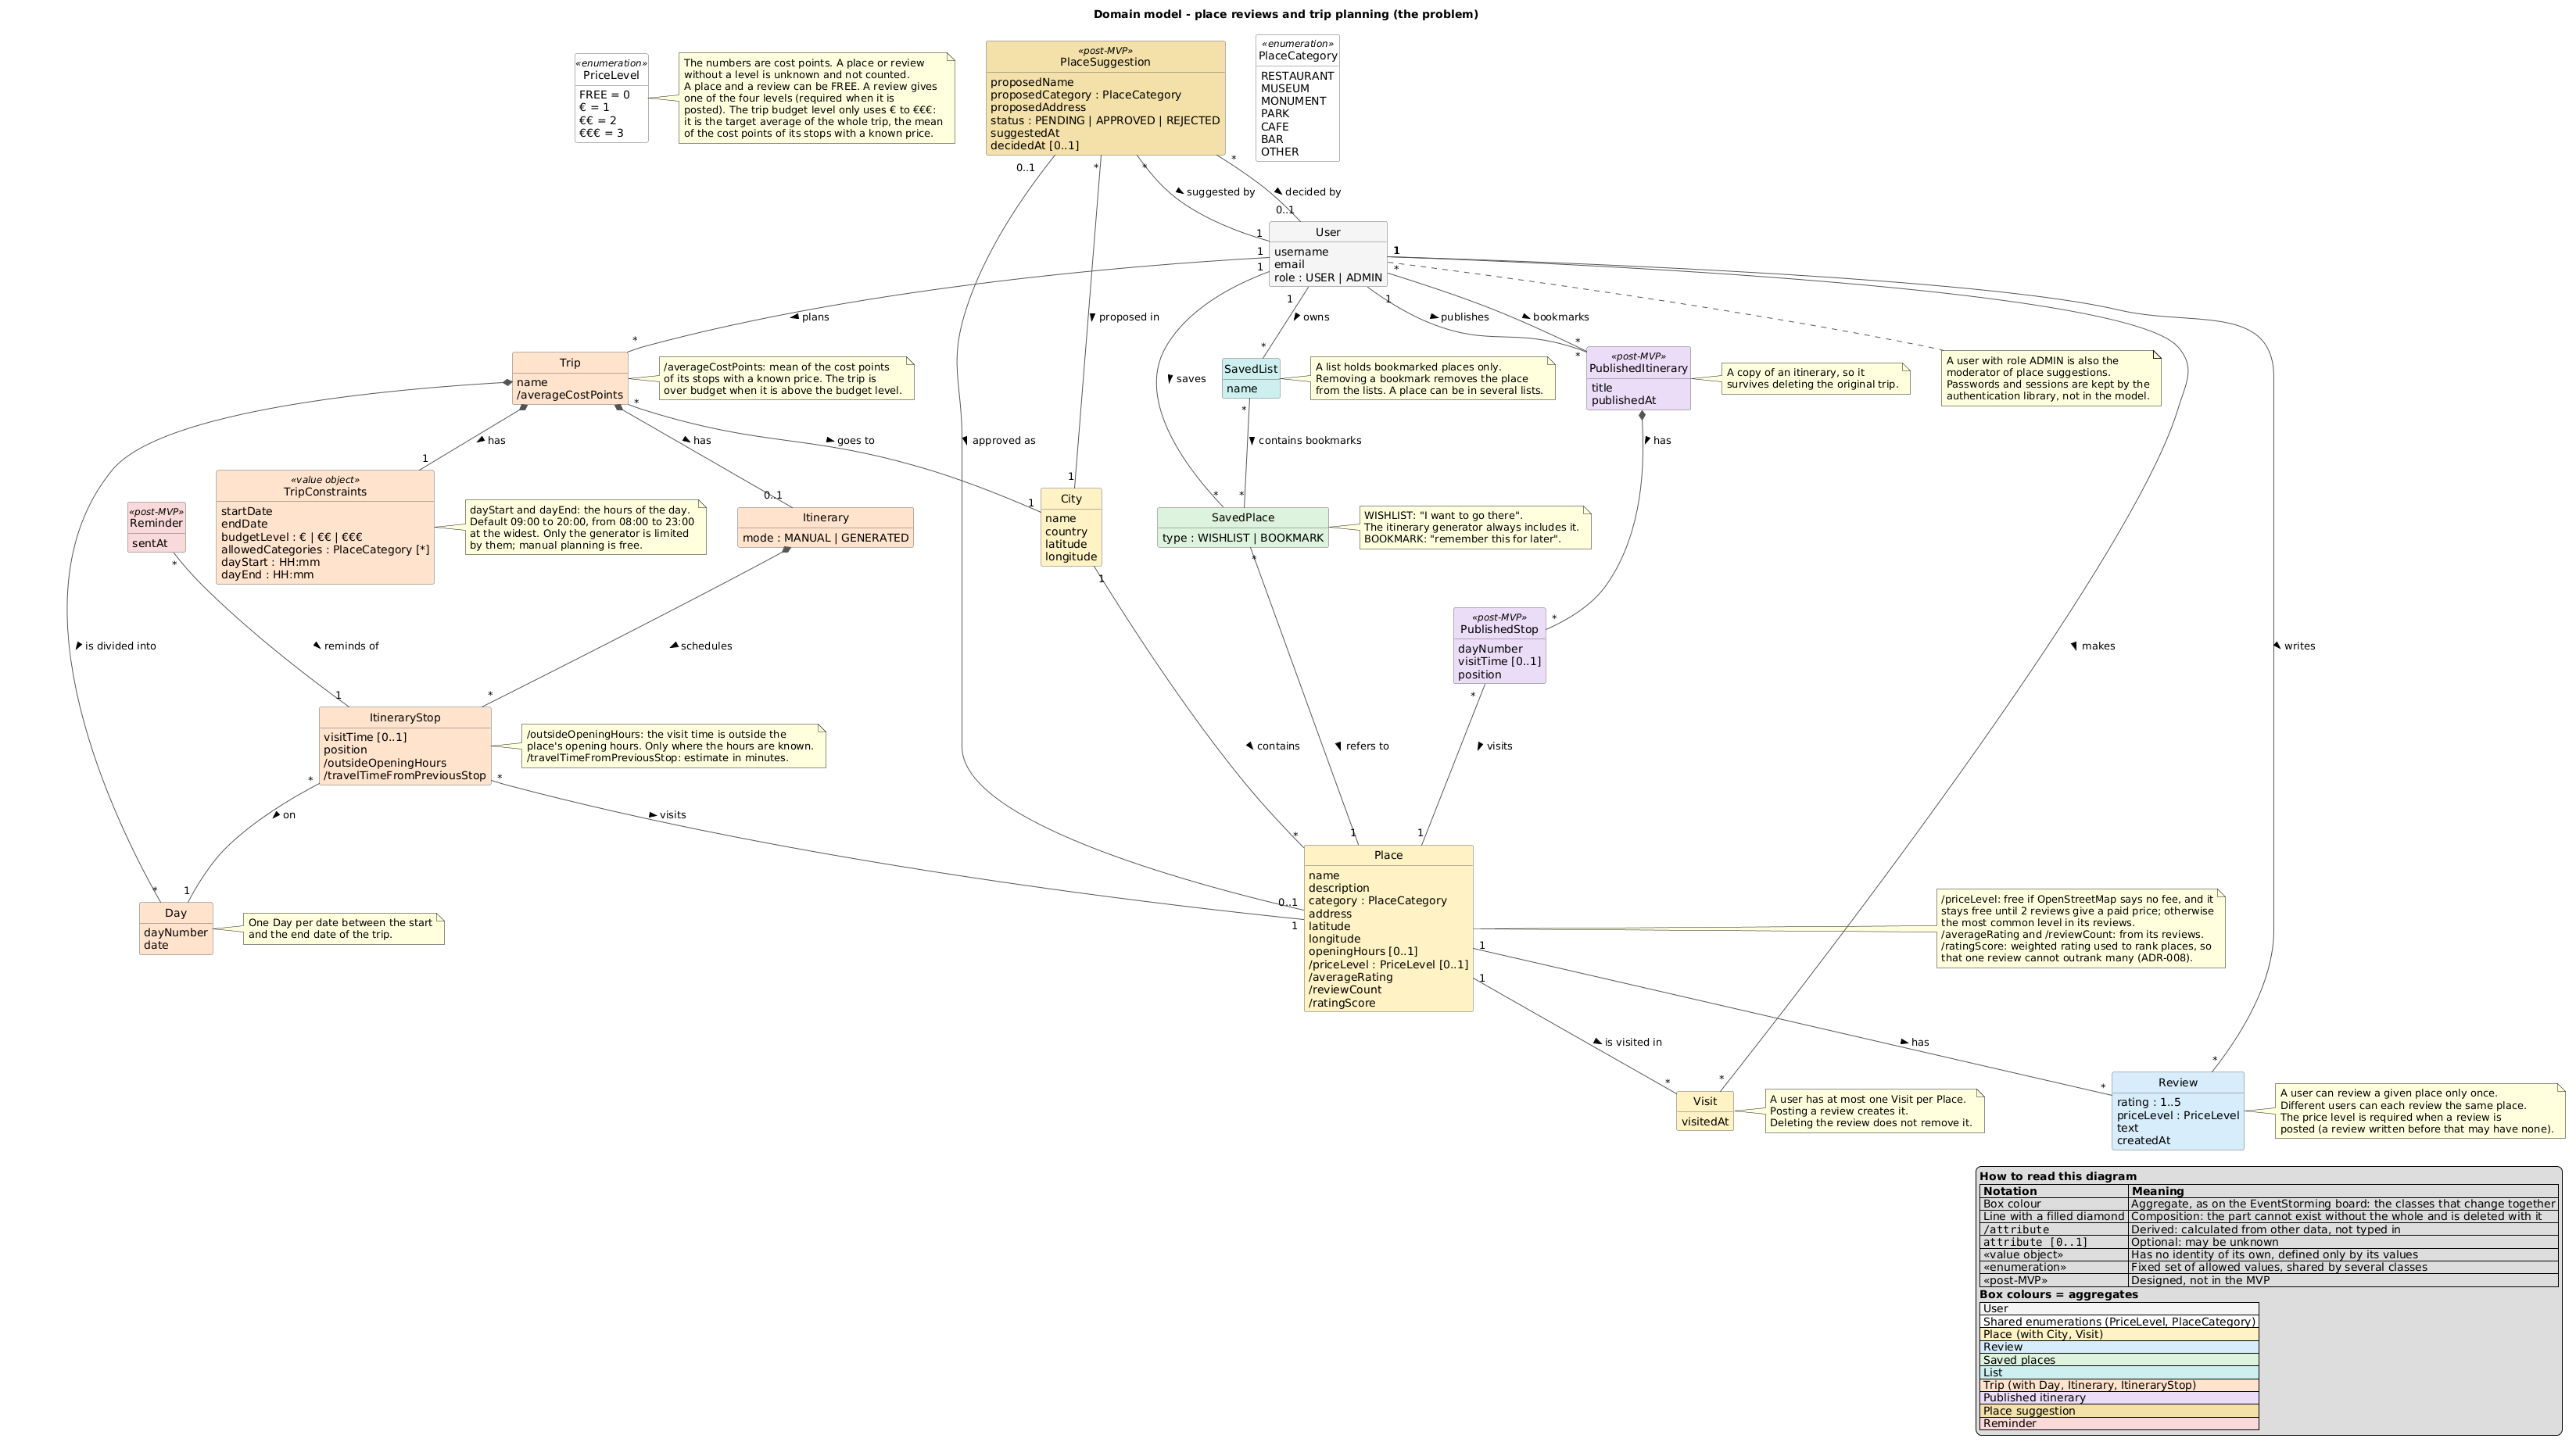 Domain model - place reviews and trip planning (the problem)
«enumeration»
PriceLevel
FREE = 0
€ = 1
€€ = 2
€€€ = 3
The numbers are cost points. A place or review
without a level is unknown and not counted.
A place and a review can be FREE. A review gives
one of the four levels (required when it is
posted). The trip budget level only uses € to €€€:
it is the target average of the whole trip, the mean
of the cost points of its stops with a known price.
«post-MVP»
PlaceSuggestion
proposedName
proposedCategory : PlaceCategory
proposedAddress
status : PENDING | APPROVED | REJECTED
suggestedAt
decidedAt [0..1]
«enumeration»
PlaceCategory
RESTAURANT
MUSEUM
MONUMENT
PARK
CAFE
BAR
OTHER
0..1
*
*
*
suggested by
decided by
0..1
1
User
username
email
role : USER | ADMIN
1
1
1
*
1
1
plans
proposed in
saves
owns
publishes
bookmarks
*
*
*
*
Trip
name
/averageCostPoints
/averageCostPoints: mean of the cost points
of its stops with a known price. The trip is
over budget when it is above the budget level.
SavedList
name
A list holds bookmarked places only.
Removing a bookmark removes the place
from the lists. A place can be in several lists.
«post-MVP»
PublishedItinerary
title
publishedAt
A copy of an itinerary, so it
survives deleting the original trip.
A user with role ADMIN is also the
moderator of place suggestions.
Passwords and sessions are kept by the
authentication library, not in the model.
*
*
has
has
goes to
approved as
contains bookmarks
has
1
0..1
1
1
*
*
«post-MVP»
Reminder
sentAt
«value object»
TripConstraints
startDate
endDate
budgetLevel : € | €€ | €€€
allowedCategories : PlaceCategory [*]
dayStart : HH:mm
dayEnd : HH:mm
dayStart and dayEnd: the hours of the day.
Default 09:00 to 20:00, from 08:00 to 23:00
at the widest. Only the generator is limited
by them; manual planning is free.
Itinerary
mode : MANUAL | GENERATED
City
name
country
latitude
longitude
SavedPlace
type : WISHLIST | BOOKMARK
WISHLIST: "I want to go there".
The itinerary generator always includes it.
BOOKMARK: "remember this for later".
*
1
*
*
«post-MVP»
PublishedStop
dayNumber
visitTime [0..1]
position
is divided into
reminds of
schedules
makes
writes
1
*
*
ItineraryStop
visitTime [0..1]
position
/outsideOpeningHours
/travelTimeFromPreviousStop
/outsideOpeningHours: the visit time is outside the
place's opening hours. Only where the hours are known.
/travelTimeFromPreviousStop: estimate in minutes.
contains
refers to
visits
*
*
on
visits
*
1
1
*
1
0..1
1
Day
dayNumber
date
One Day per date between the start
and the end date of the trip.
Place
name
description
category : PlaceCategory
address
latitude
longitude
openingHours [0..1]
/priceLevel : PriceLevel [0..1]
/averageRating
/reviewCount
/ratingScore
/priceLevel: free if OpenStreetMap says no fee, and it
stays free until 2 reviews give a paid price; otherwise
the most common level in its reviews.
/averageRating and /reviewCount: from its reviews.
/ratingScore: weighted rating used to rank places, so
that one review cannot outrank many (ADR-008).
1
1
is visited in
has
*
*
*
*
Visit
visitedAt
A user has at most one Visit per Place.
Posting a review creates it.
Deleting the review does not remove it.
Review
rating : 1..5
priceLevel : PriceLevel
text
createdAt
A user can review a given place only once.
Different users can each review the same place.
The price level is required when a review is
posted (a review written before that may have none).
How to read this diagram
Notation Meaning
Box colour Aggregate, as on the EventStorming board: the classes that change together
Line with a filled diamond Composition: the part cannot exist without the whole and is deleted with it
/attribute Derived: calculated from other data, not typed in
attribute [0..1] Optional: may be unknown
«value object» Has no identity of its own, defined only by its values
«enumeration» Fixed set of allowed values, shared by several classes
«post-MVP» Designed, not in the MVP
Box colours = aggregates
User
Shared enumerations (PriceLevel, PlaceCategory)
Place (with City, Visit)
Review
Saved places
List
Trip (with Day, Itinerary, ItineraryStop)
Published itinerary
Place suggestion
Reminder